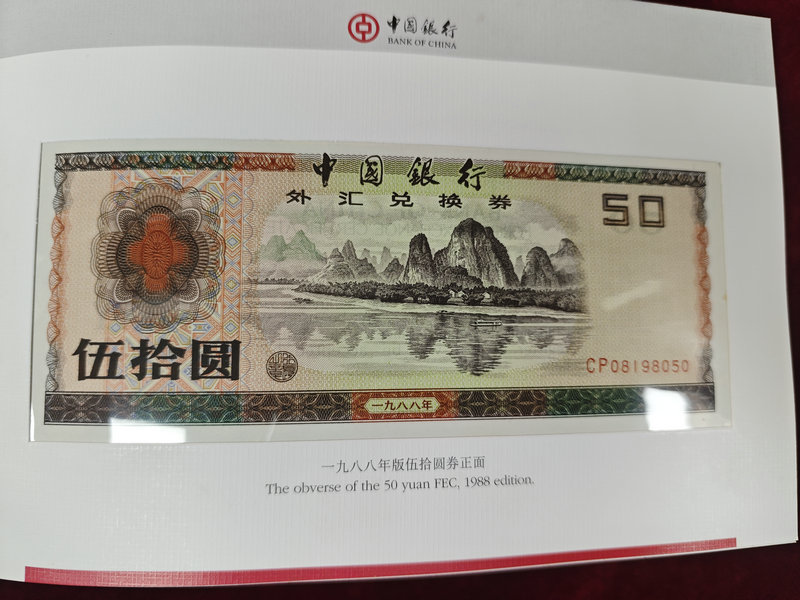 中国银行
BANK OF CHINA
中国银行
外汇兑换券
50
伍拾圆
CP08198050
一九八八年
一九八八年版伍拾圆券正面
The obverse of the 50 yuan FEC, 1988 edition.